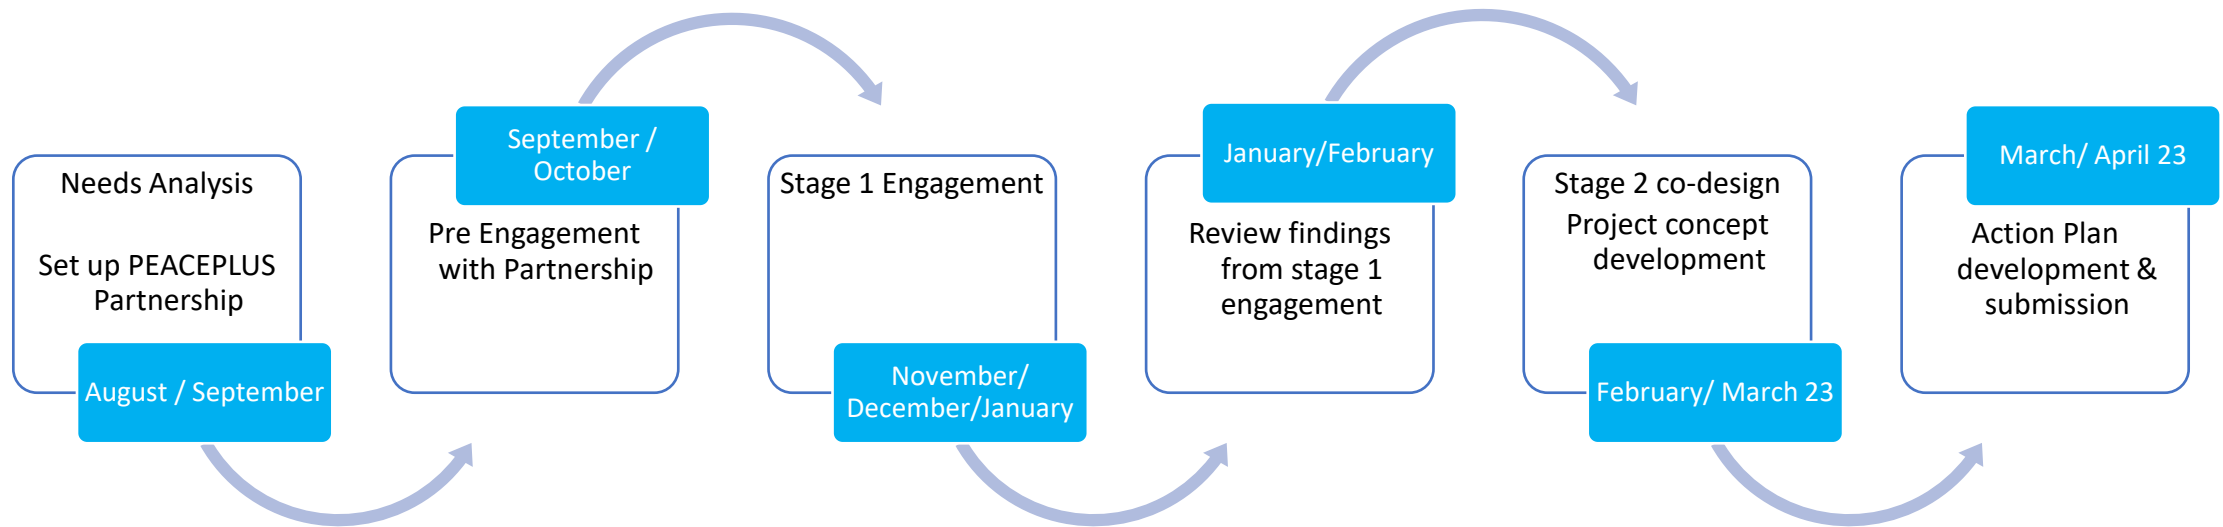 Needs Analysis
Set up PEACEPLUS
Partnership
August / September
September /
October
Pre Engagement
with Partnership
Stage 1 Engagement
November/
December/January
January/February
Review findings
from stage 1
engagement
Stage 2 co-design
Project concept
development
February/ March 23
March/ April 23
Action Plan
development &
submission